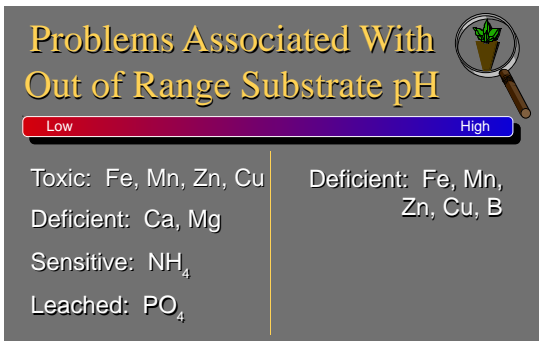 Problems Associated With
Out of Range Substrate pH
Low High
Toxic: Fe, Mn, Zn, Cu
Deficient: Ca, Mg
Sensitive: NH₄
Leached: PO₄
Deficient: Fe, Mn,
Zn, Cu, B